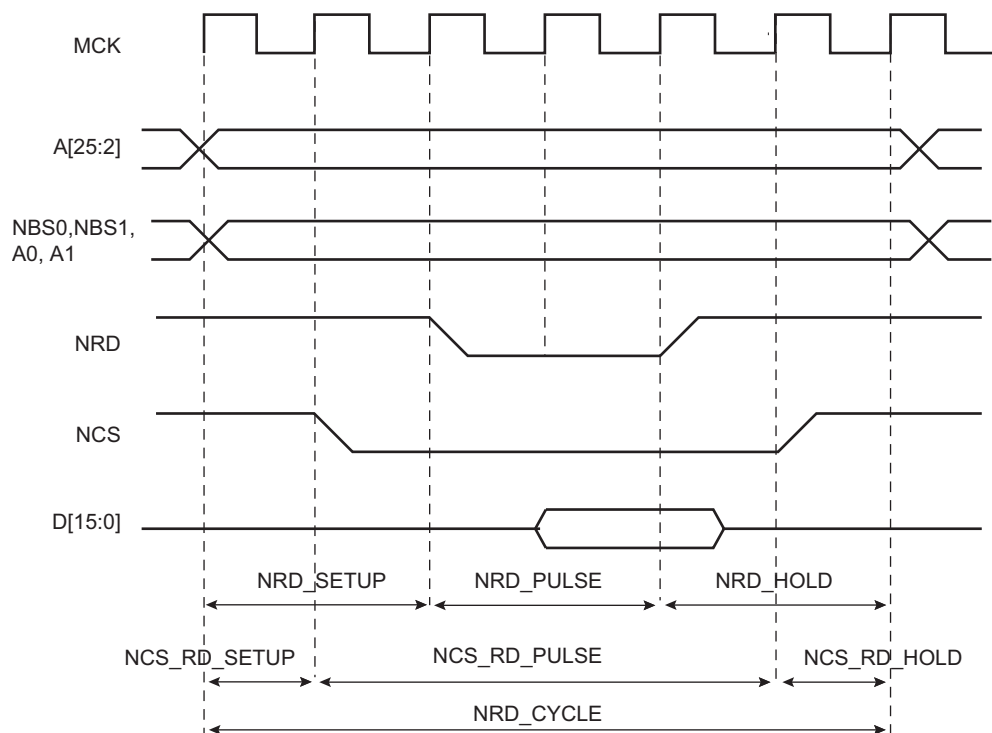 MCK
A[25:2]
NBS0,NBS1,
A0, A1
NRD
NCS
D[15:0]
NRD_SETUP NRD_PULSE NRD_HOLD
NCS_RD_SETUP NCS_RD_PULSE NCS_RD_HOLD
NRD_CYCLE